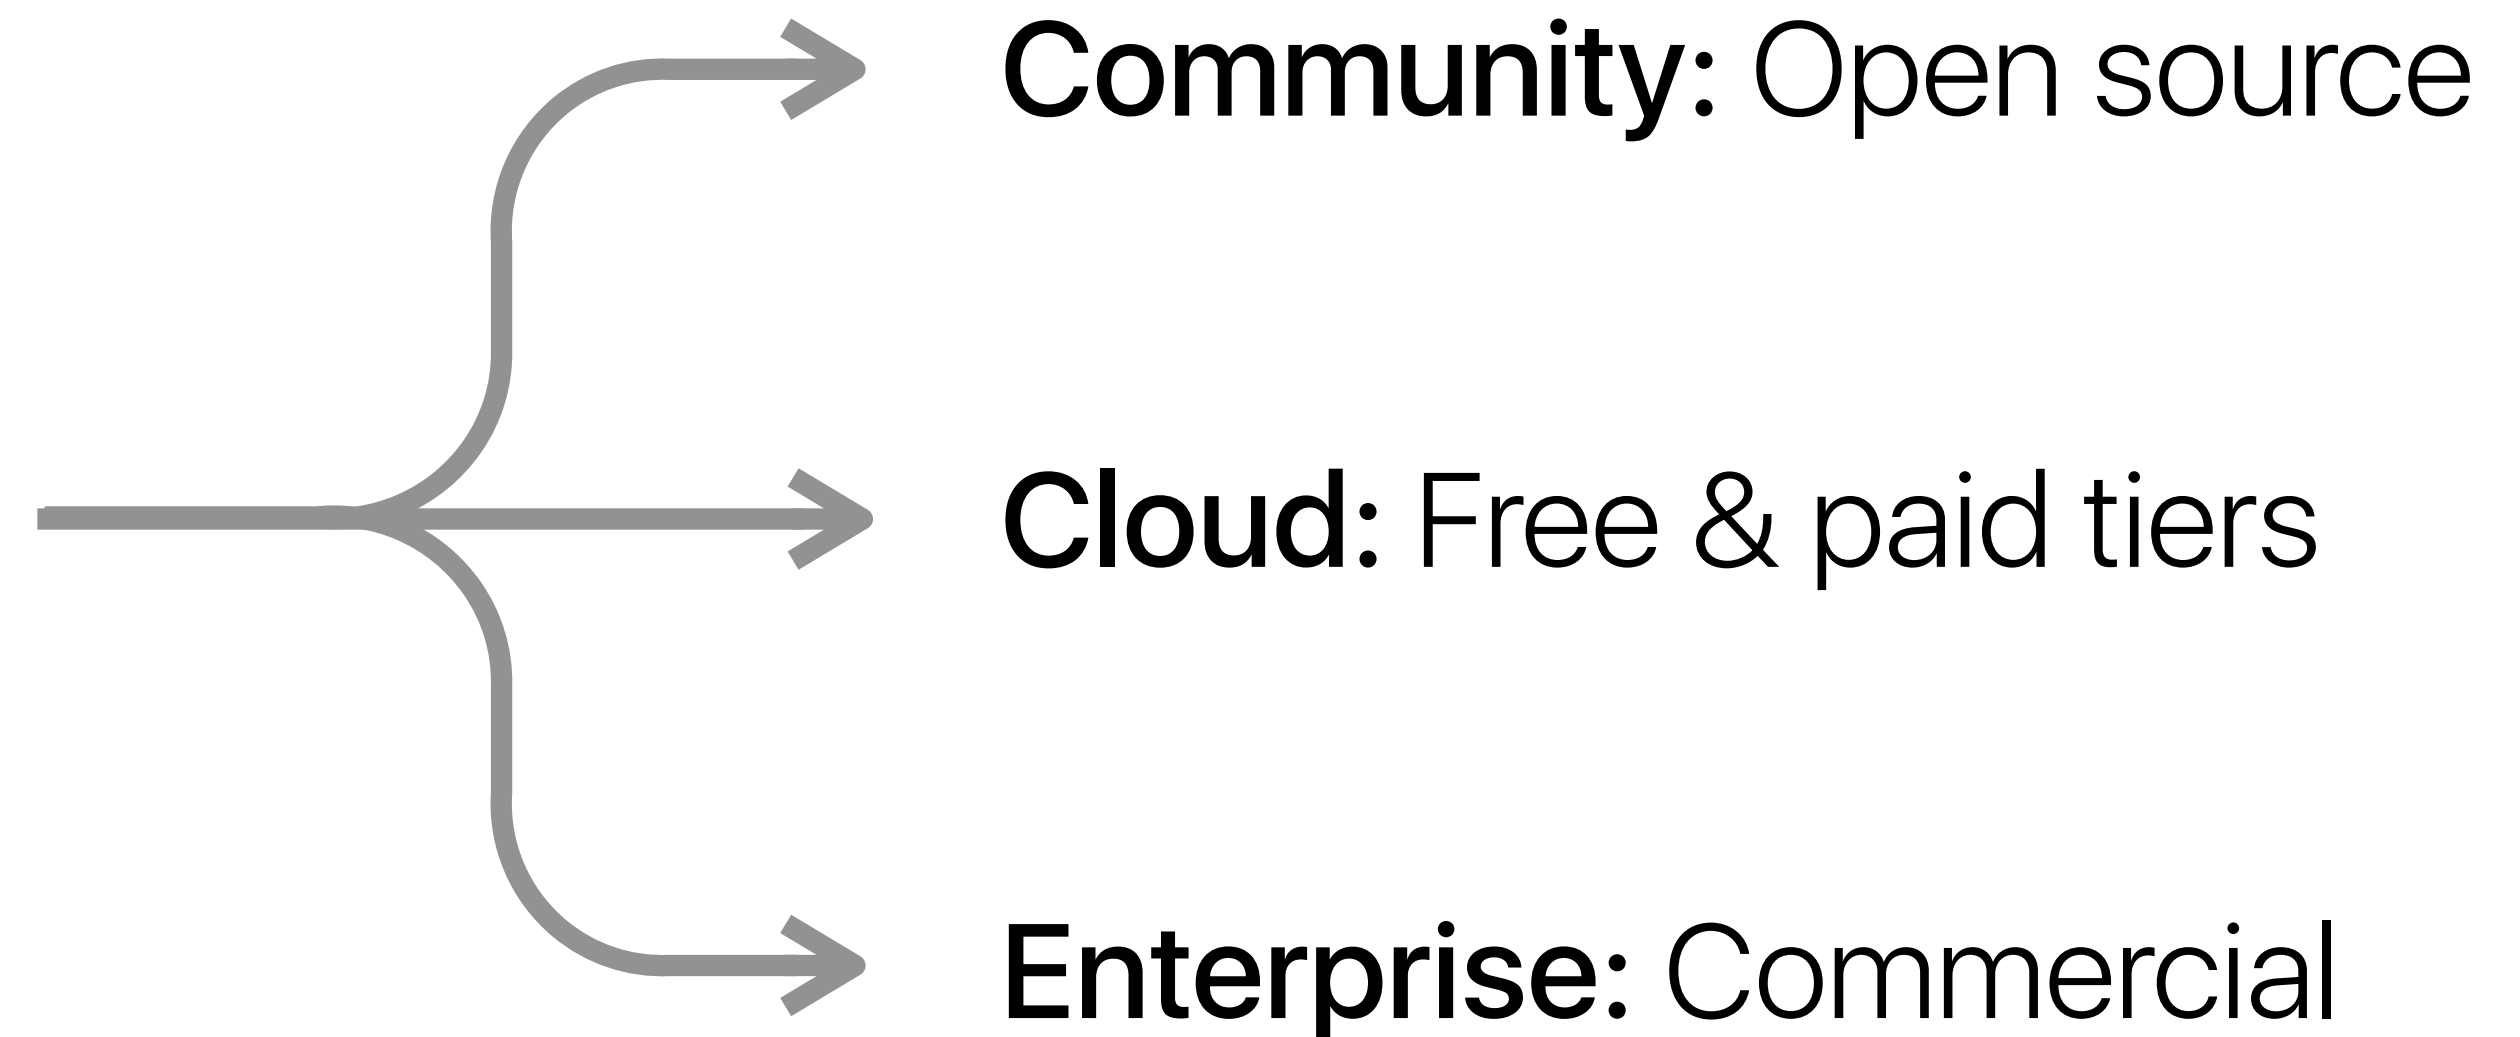 Community: Open source
Cloud: Free & paid tiers
Enterprise: Commercial